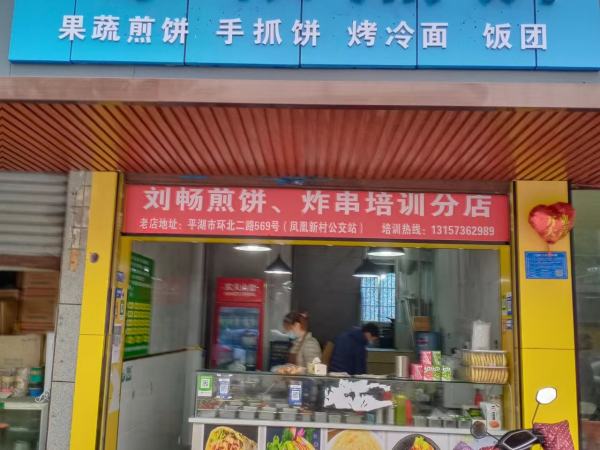 果蔬煎饼 手抓饼 烤冷面 饭团
刘畅煎饼、炸串培训分店
老店地址：平湖市环北二路569号（凤凰新村公交站） 培训热线：13157362989